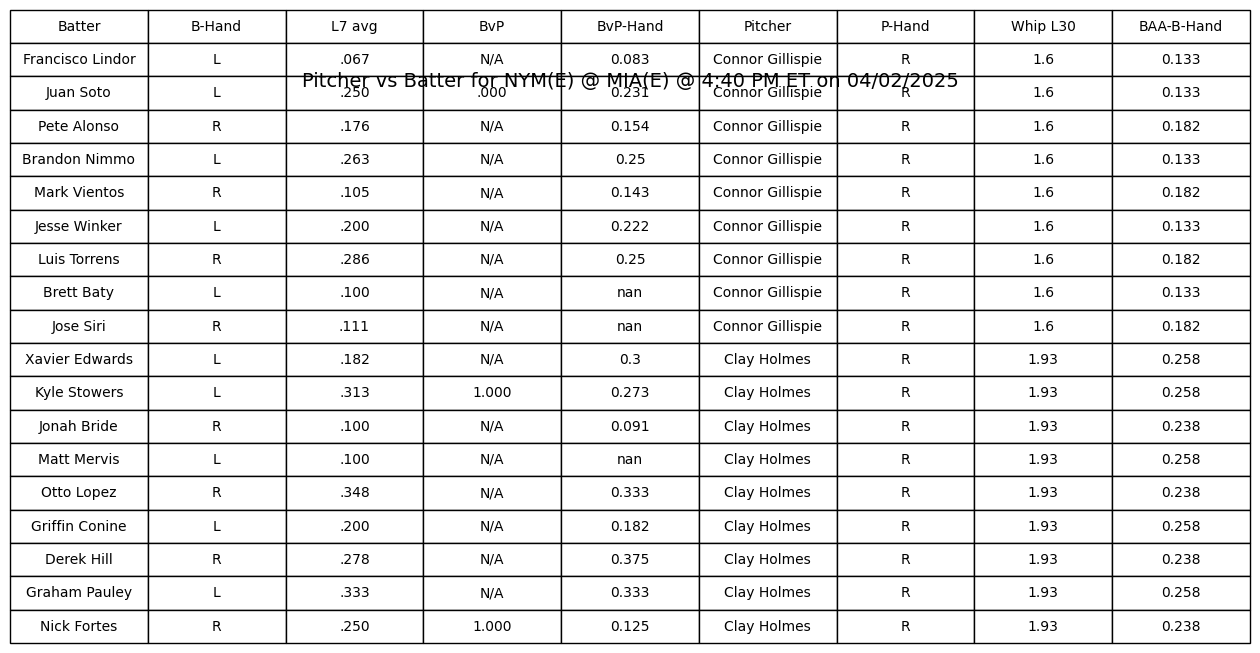 Batter B-Hand L7 avg BvP BvP-Hand Pitcher P-Hand Whip L30 BAA-B-Hand
Francisco Lindor L .067 N/A 0.083 Connor Gillispie R 1.6 0.133
Pitcher vs Batter for NYM(E) @ MIA(E) @ 4:40 PM ET on 04/02/2025
Juan Soto L .250 .000 0.231 Connor Gillispie R 1.6 0.133
Pete Alonso R .176 N/A 0.154 Connor Gillispie R 1.6 0.182
Brandon Nimmo L .263 N/A 0.25 Connor Gillispie R 1.6 0.133
Mark Vientos R .105 N/A 0.143 Connor Gillispie R 1.6 0.182
Jesse Winker L .200 N/A 0.222 Connor Gillispie R 1.6 0.133
Luis Torrens R .286 N/A 0.25 Connor Gillispie R 1.6 0.182
Brett Baty L .100 N/A nan Connor Gillispie R 1.6 0.133
Jose Siri R .111 N/A nan Connor Gillispie R 1.6 0.182
Xavier Edwards L .182 N/A 0.3 Clay Holmes R 1.93 0.258
Kyle Stowers L .313 1.000 0.273 Clay Holmes R 1.93 0.258
Jonah Bride R .100 N/A 0.091 Clay Holmes R 1.93 0.238
Matt Mervis L .100 N/A nan Clay Holmes R 1.93 0.258
Otto Lopez R .348 N/A 0.333 Clay Holmes R 1.93 0.238
Griffin Conine L .200 N/A 0.182 Clay Holmes R 1.93 0.258
Derek Hill R .278 N/A 0.375 Clay Holmes R 1.93 0.238
Graham Pauley L .333 N/A 0.333 Clay Holmes R 1.93 0.258
Nick Fortes R .250 1.000 0.125 Clay Holmes R 1.93 0.238